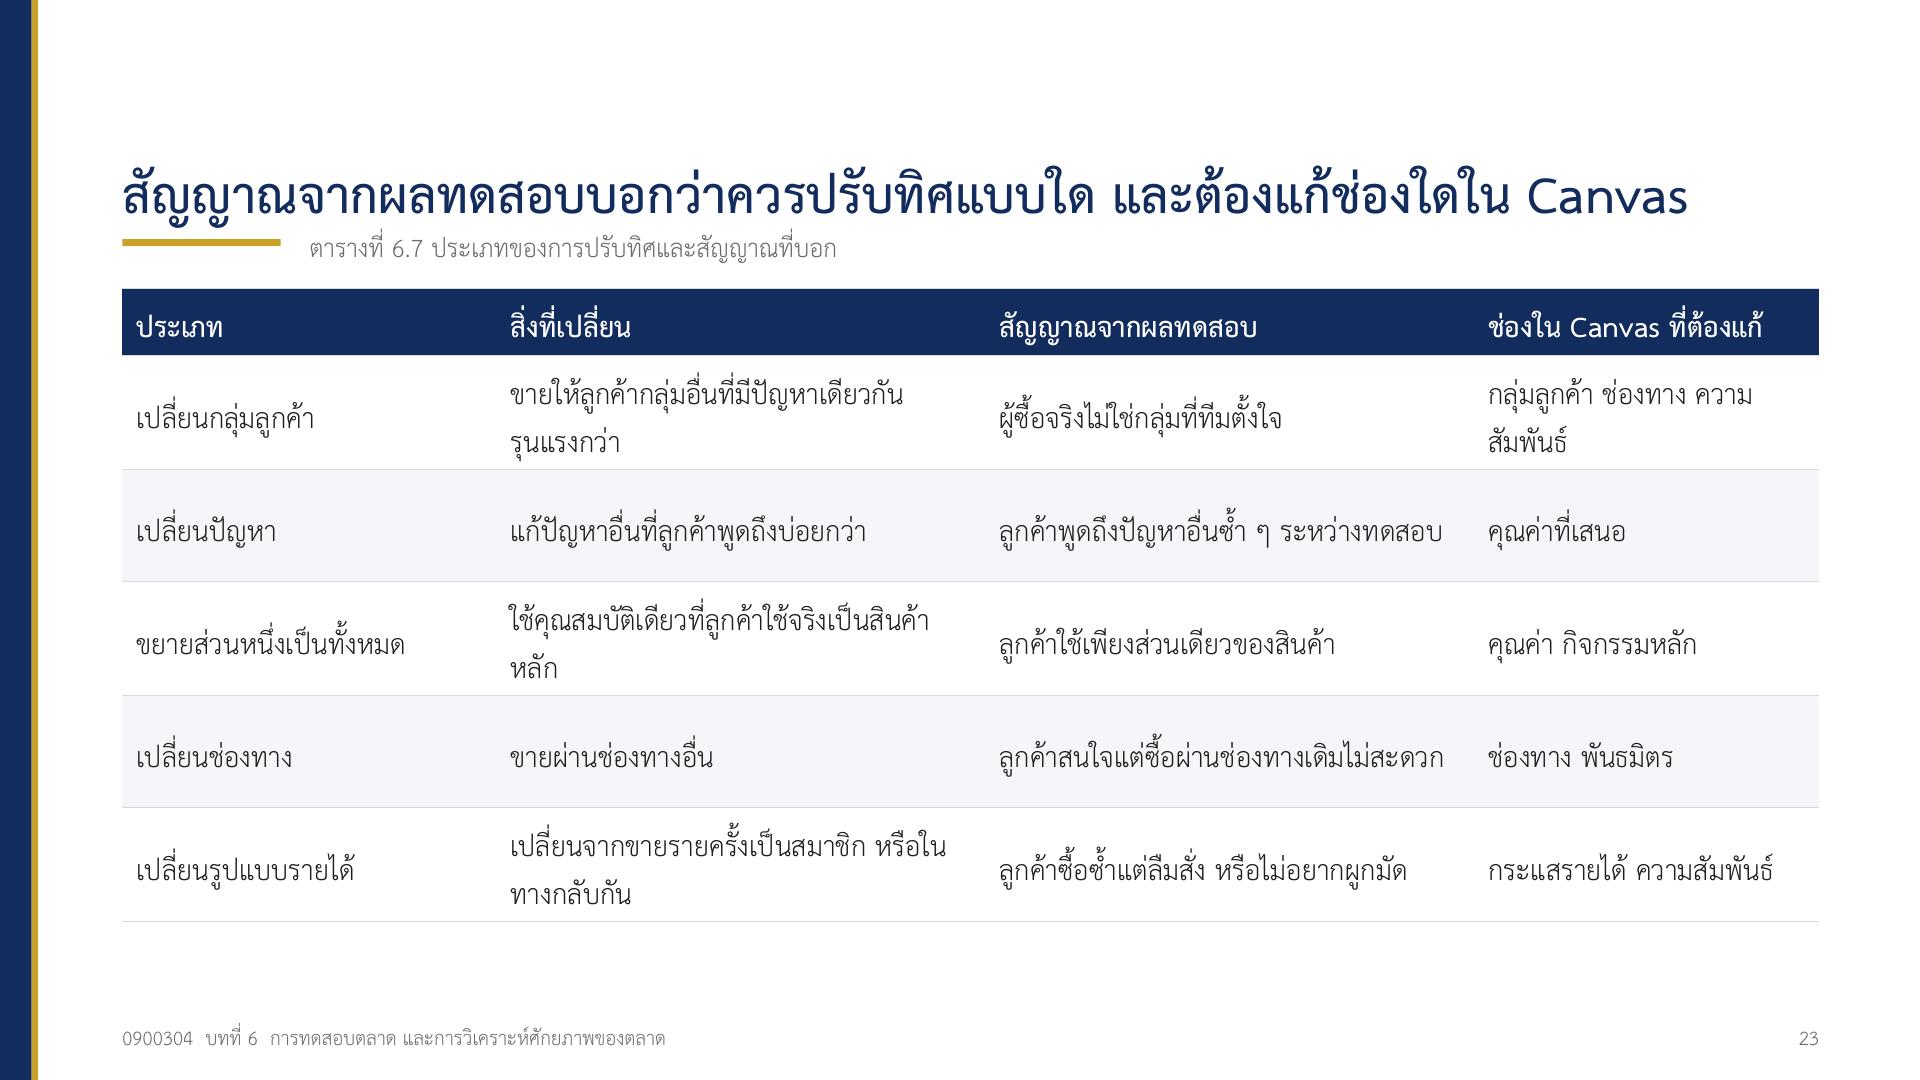 สัญญาณจากผลทดสอบบอกว่าควรปรับทิศแบบใด และต้องแก้ช่องใดใน Canvas
ตารางที่ 6.7 ประเภทของการปรับทิศและสัญญาณที่บอก
ประเภท สิ่งที่เปลี่ยน สัญญาณจากผลทดสอบ ช่องใน Canvas ที่ต้องแก้
เปลี่ยนกลุ่มลูกค้า
ขายให้ลูกค้ากลุ่มอื่นที่มีปัญหาเดียวกัน
รุนแรงกว่า
ผู้ซื้อจริงไม่ใช่กลุ่มที่ทีมตั้งใจ
กลุ่มลูกค้า ช่องทาง ความ
สัมพันธ์
เปลี่ยนปัญหา
แก้ปัญหาอื่นที่ลูกค้าพูดถึงบ่อยกว่า
ลูกค้าพูดถึงปัญหาอื่นซ้ำ ๆ ระหว่างทดสอบ
คุณค่าที่เสนอ
ขยายส่วนหนึ่งเป็นทั้งหมด
ใช้คุณสมบัติเดียวที่ลูกค้าใช้จริงเป็นสินค้า
หลัก
ลูกค้าใช้เพียงส่วนเดียวของสินค้า
คุณค่า กิจกรรมหลัก
เปลี่ยนช่องทาง
ขายผ่านช่องทางอื่น
ลูกค้าสนใจแต่ซื้อผ่านช่องทางเดิมไม่สะดวก
ช่องทาง พันธมิตร
เปลี่ยนรูปแบบรายได้
เปลี่ยนจากขายรายครั้งเป็นสมาชิก หรือใน
ทางกลับกัน
ลูกค้าซื้อซ้ำแต่ลืมสั่ง หรือไม่อยากผูกมัด
กระแสรายได้ ความสัมพันธ์
0900304 บทที่ 6 การทดสอบตลาด และการวิเคราะห์ศักยภาพของตลาด
23